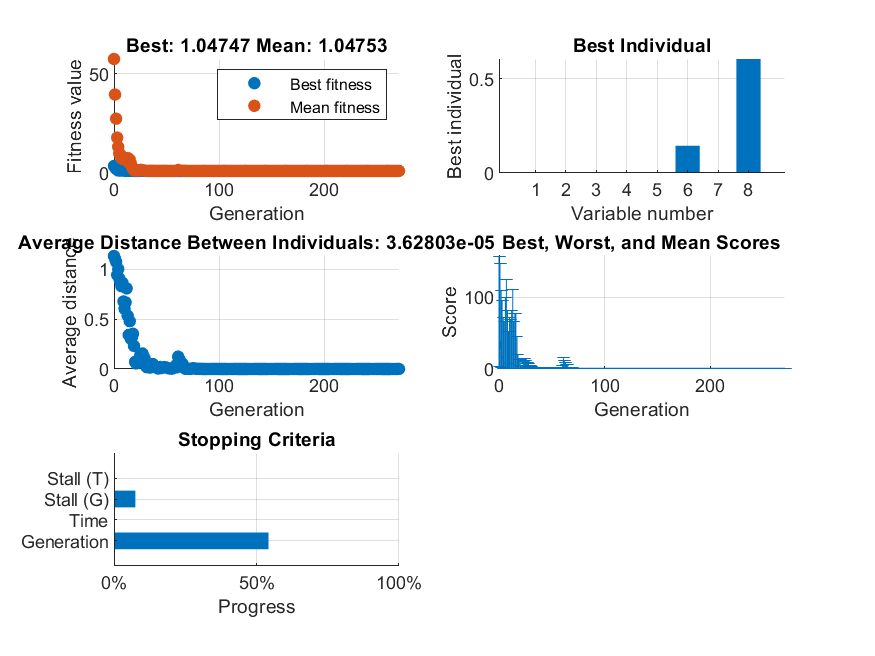 Best: 1.04747 Mean: 1.04753
Fitness value
50
0
0
200
Generation
Best fitness
Mean fitness
Best Individual
Best individual
0.5
0
1 2 3 4 5 6 7 8
Variable number
Average Distance Between Individuals: 3.62803e-05
Average distance
1
0.5
0
0
200
Generation
Best, Worst, and Mean Scores
Score
100
0
0
100
200
Generation
Stopping Criteria
Stall (T)
Stall (G)
Time
Generation
0%
50%
100%
Progress